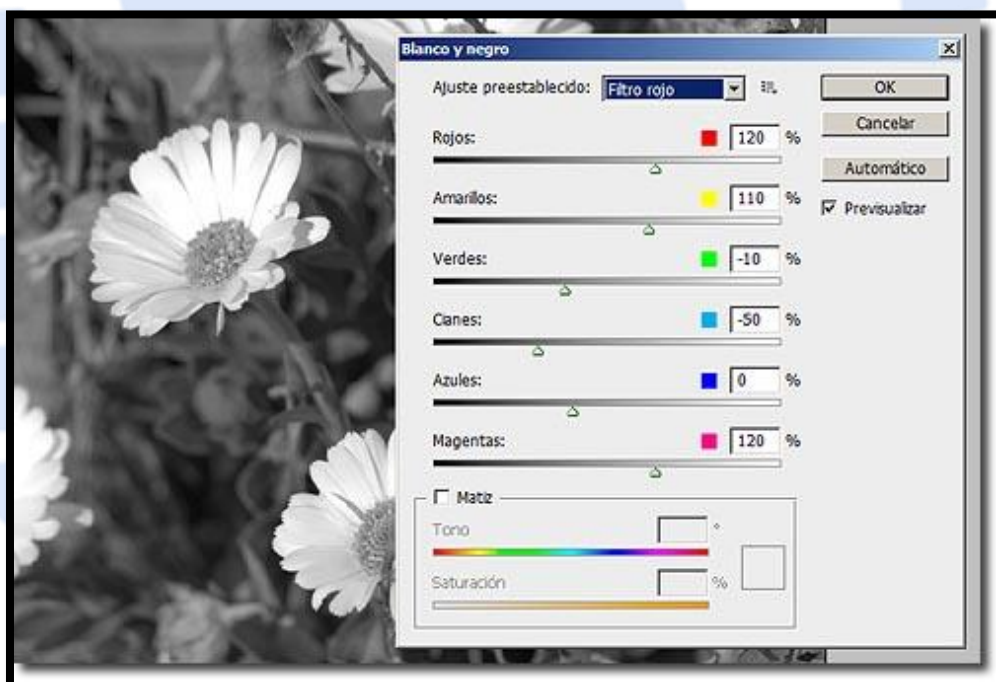 Blanco y negro
Ajuste preestablecido: Filtro rojo
OK
Cancelar
Automático
Previsualizar
Rojos: 120 %
Amarillos: 110 %
Verdes: -10 %
Cianes: -50 %
Azules: 0 %
Magentas: 120 %
Matiz
Tono °
Saturación %